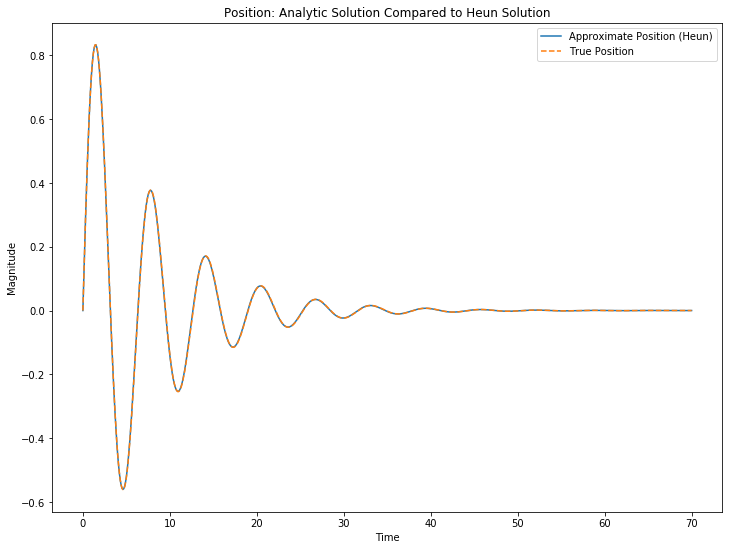 Position: Analytic Solution Compared to Heun Solution
Approximate Position (Heun)
True Position
0.8
0.6
0.4
0.2
0.0
−0.2
−0.4
−0.6
Magnitude
0 10 20 30 40 50 60 70
Time